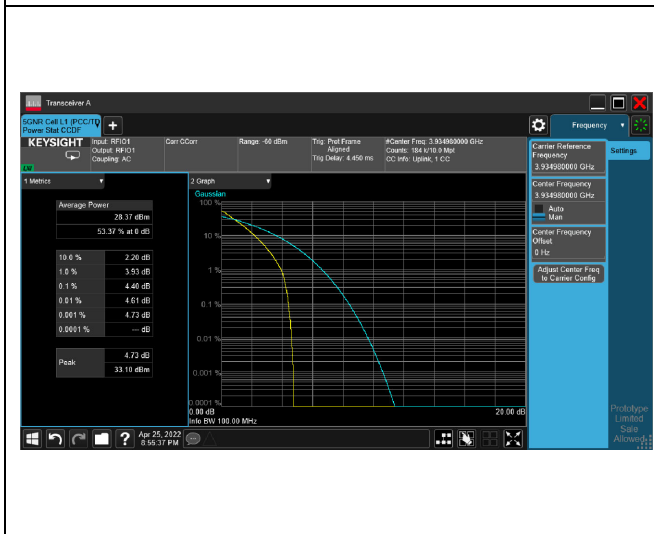 Transceiver A
5GNR Cell L1 (PCC/TD
Power Stat CCDF
Frequency
KEYSIGHT
Input: RFIO1
Output: RFIO1
Coupling: AC
Corr CCorr
Range: -60 dBm
Trig: Pret Frame
Aligned
Trig Delay: 4.450 ms
#Center Freq: 3.934980000 GHz
Counts: 184 k/10.0 Mpt
CC Info: Uplink, 1 CC
1 Metrics
Average Power
28.37 dBm
53.37 % at 0 dB
10.0 % 2.20 dB
1.0 % 3.93 dB
0.1 % 4.40 dB
0.01 % 4.61 dB
0.001 % 4.73 dB
0.0001 % --- dB
Peak
4.73 dB
33.10 dBm
2 Graph
Gaussian
100 %
10 %
1 %
0.1 %
0.01 %
0.001 %
0.0001 %
0.00 dB
20.00 dB
Info BW 100.00 MHz
Carrier Reference
Frequency
3.934980000 GHz
Center Frequency
3.934980000 GHz
Auto
Man
Center Frequency
Offset
0 Hz
Adjust Center Freq
to Carrier Config
Settings
Prototype
Limited
Sale
Allowed
Apr 25, 2022
8:55:37 PM